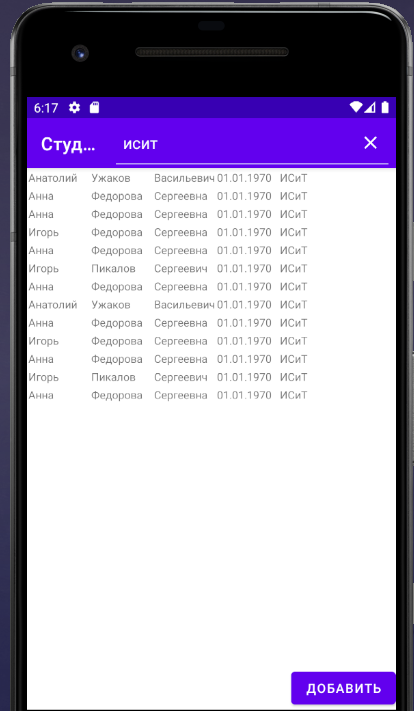 6:17
Студ... исит
Анатолий Ужаков Васильевич 01.01.1970 ИСиТ
Анна Федорова Сергеевна 01.01.1970 ИСиТ
Анна Федорова Сергеевна 01.01.1970 ИСиТ
Игорь Федорова Сергеевна 01.01.1970 ИСиТ
Анна Федорова Сергеевна 01.01.1970 ИСиТ
Игорь Пикалов Сергеевич 01.01.1970 ИСиТ
Анна Федорова Сергеевна 01.01.1970 ИСиТ
Анатолий Ужаков Васильевич 01.01.1970 ИСиТ
Анна Федорова Сергеевна 01.01.1970 ИСиТ
Игорь Федорова Сергеевна 01.01.1970 ИСиТ
Анна Федорова Сергеевна 01.01.1970 ИСиТ
Игорь Пикалов Сергеевич 01.01.1970 ИСиТ
Анна Федорова Сергеевна 01.01.1970 ИСиТ
ДОБАВИТЬ